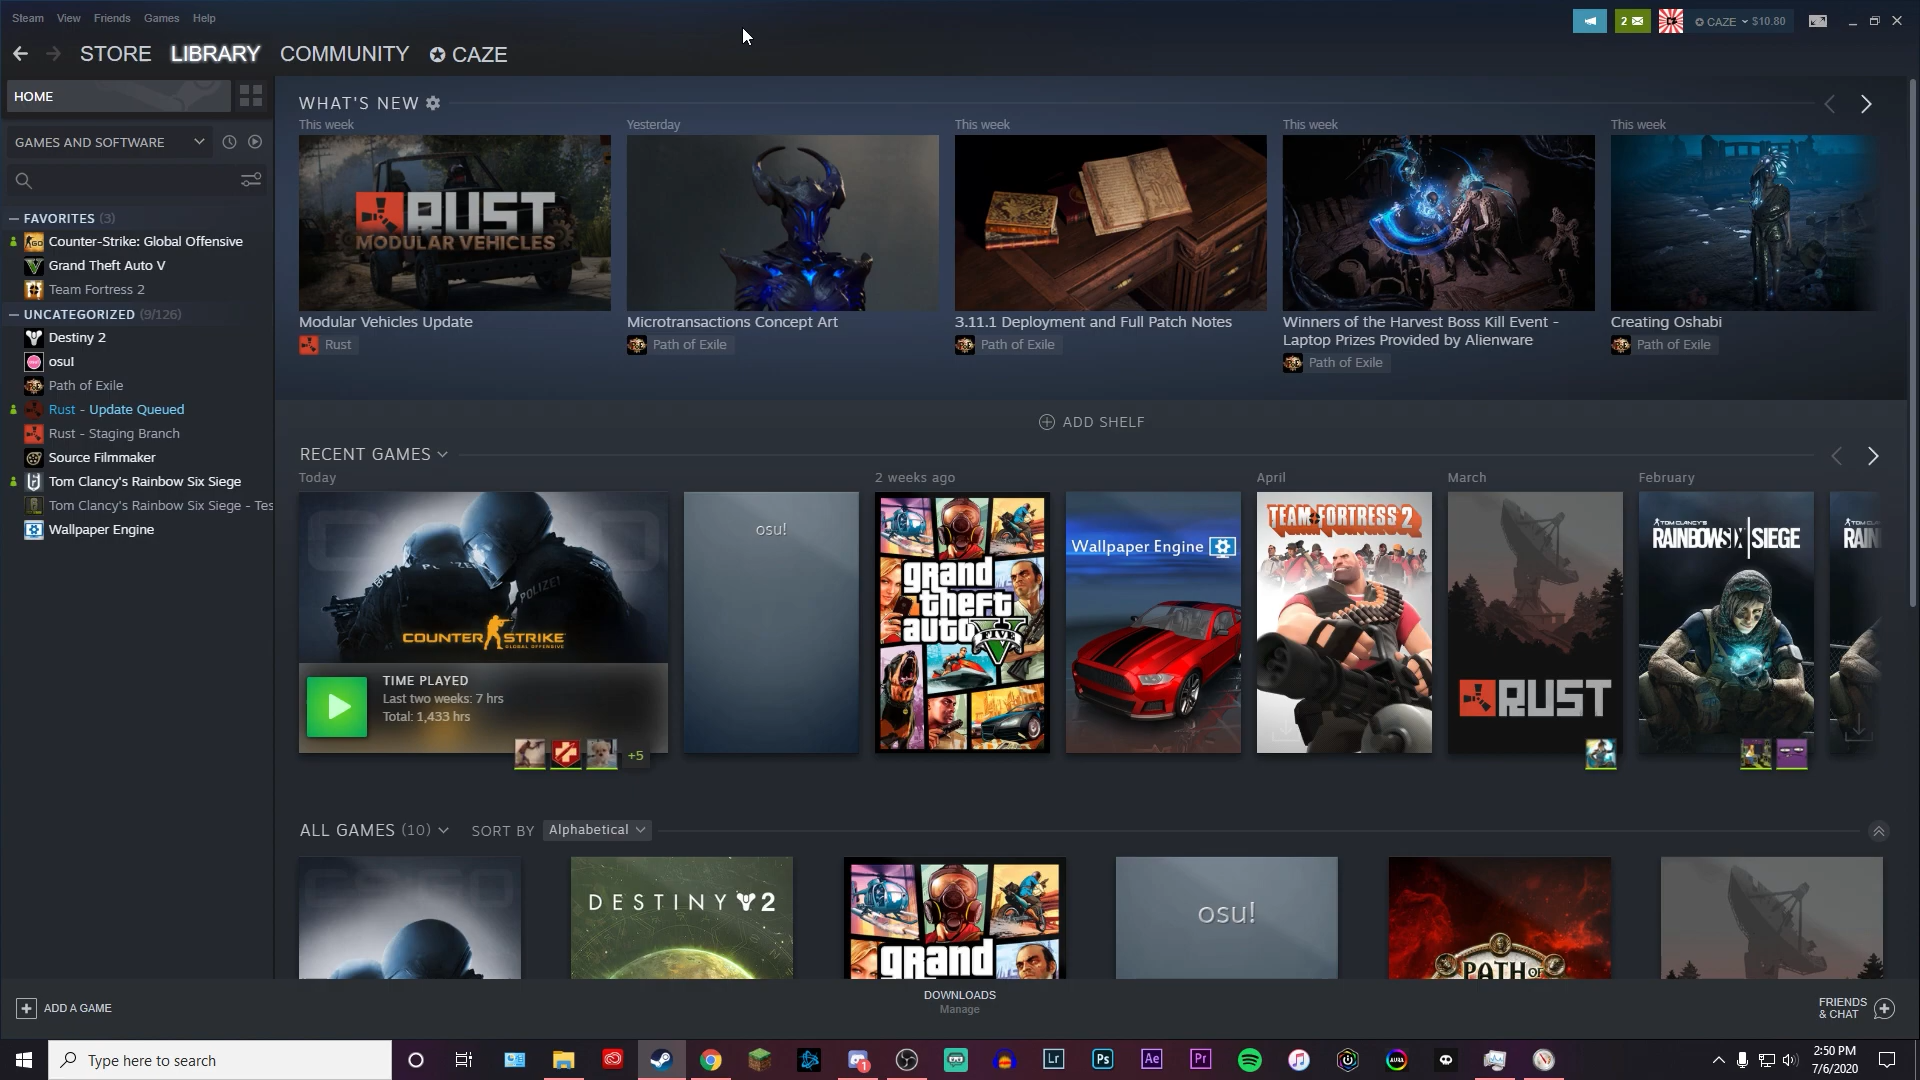 Steam View Friends Games Help
2 CAZE $10.80
STORE LIBRARY COMMUNITY CAZE
HOME
GAMES AND SOFTWARE
FAVORITES (3)
Counter-Strike: Global Offensive
Grand Theft Auto V
Team Fortress 2
UNCATEGORIZED (9/126)
Destiny 2
osu!
Path of Exile
Rust - Update Queued
Rust - Staging Branch
Source Filmmaker
Tom Clancy's Rainbow Six Siege
Tom Clancy's Rainbow Six Siege - Tes
Wallpaper Engine
WHAT'S NEW
This week
RUST
MODULAR VEHICLES
Modular Vehicles Update
Rust
Yesterday
Microtransactions Concept Art
Path of Exile
This week
3.11.1 Deployment and Full Patch Notes
Path of Exile
This week
Winners of the Harvest Boss Kill Event -
Laptop Prizes Provided by Alienware
Path of Exile
This week
Creating Oshabi
Path of Exile
ADD SHELF
RECENT GAMES
Today
POLIZEI
COUNTER STRIKE
GLOBAL OFFENSIVE
TIME PLAYED
Last two weeks: 7 hrs
Total: 1,433 hrs
+5
osu!
2 weeks ago
grand
theft
auto
FIVE
Wallpaper Engine
April
TEAM FORTRESS 2
March
RUST
February
TOM CLANCY'S
RAINBOW SIX SIEGE
TOM CLAN
RAIN
ALL GAMES (10) SORT BY Alphabetical
DESTINY 2
grand
osu!
PATH OF
ADD A GAME
DOWNLOADS
Manage
FRIENDS
& CHAT
Type here to search
1
Lr
Ps
Ae
Pr
2:50 PM
7/6/2020